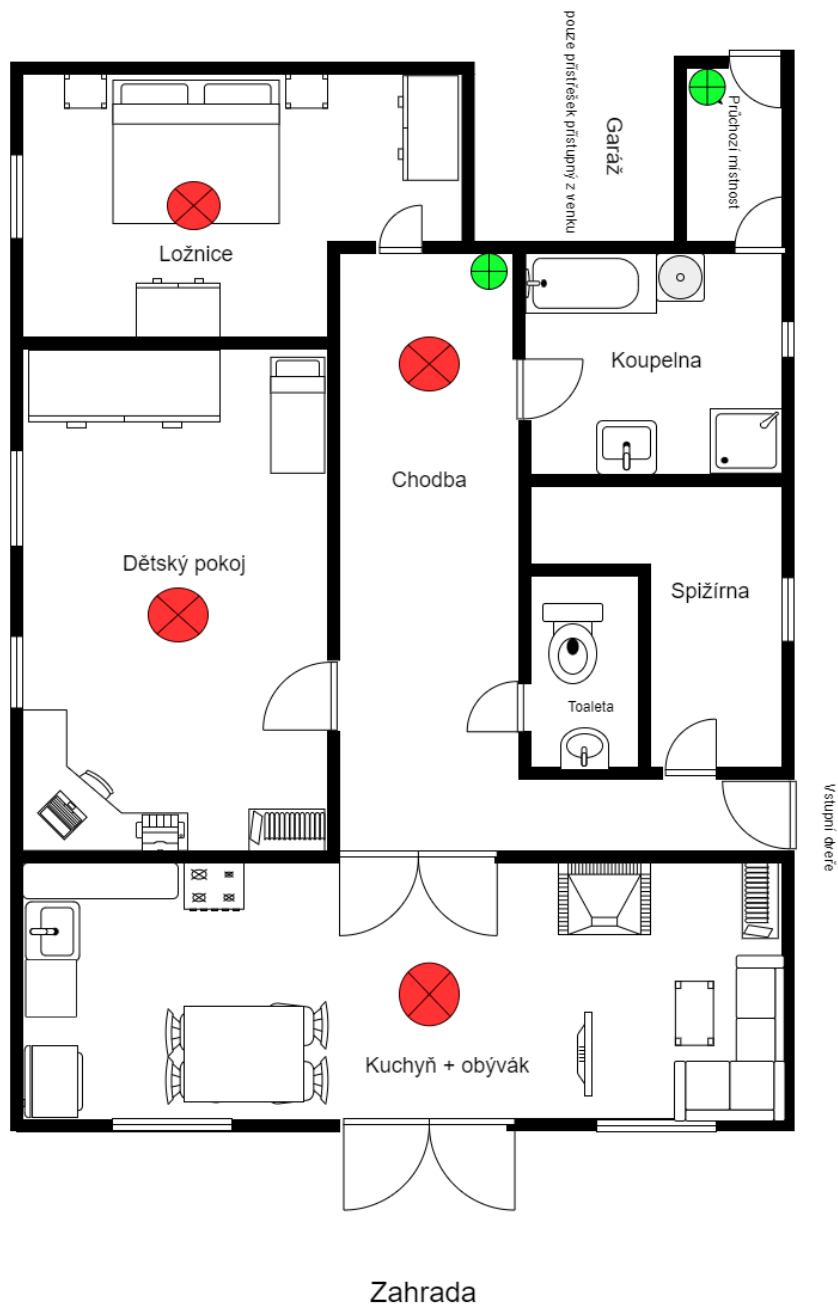 pouze přístřešek přístupný z venku
Garáž
Průchozí místnost
Ložnice
Koupelna
Chodba
Dětský pokoj
Spižírna
Toaleta
Vstupní dveře
Kuchyň + obývák
Zahrada